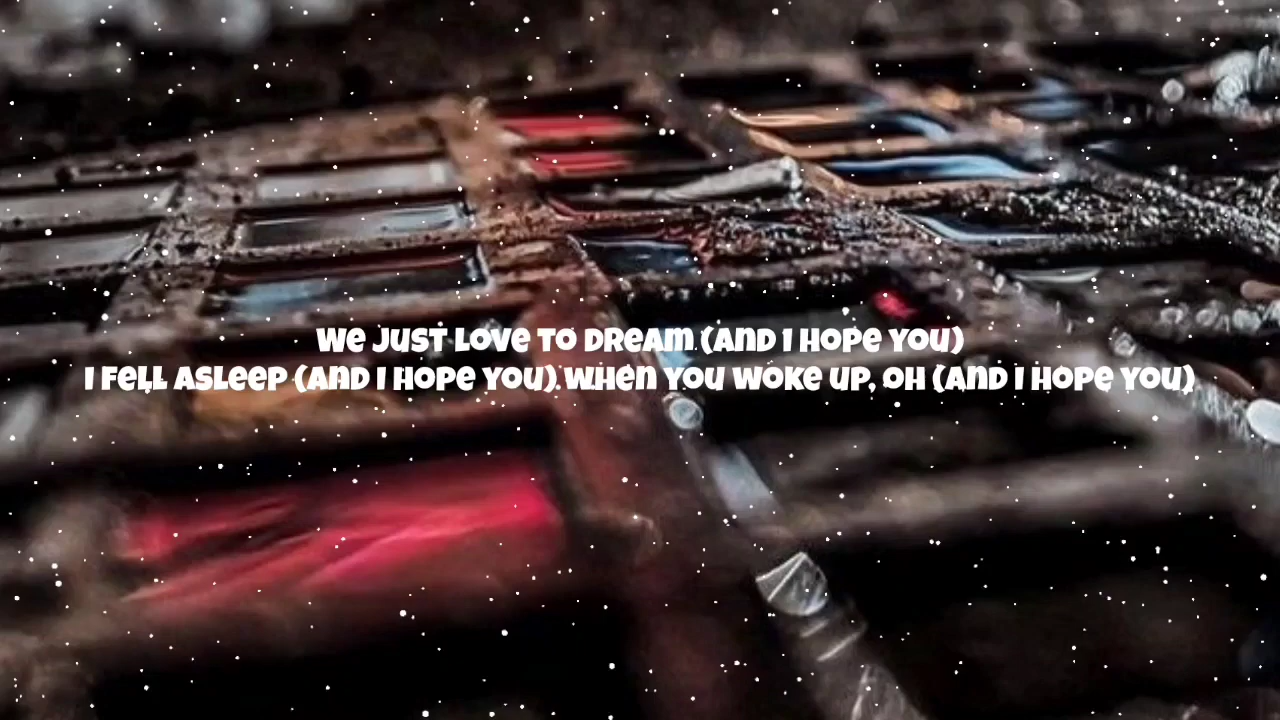 We just love to dream (and I hope you)
I fell asleep (and I hope you).when you woke up, oh (and I hope you)